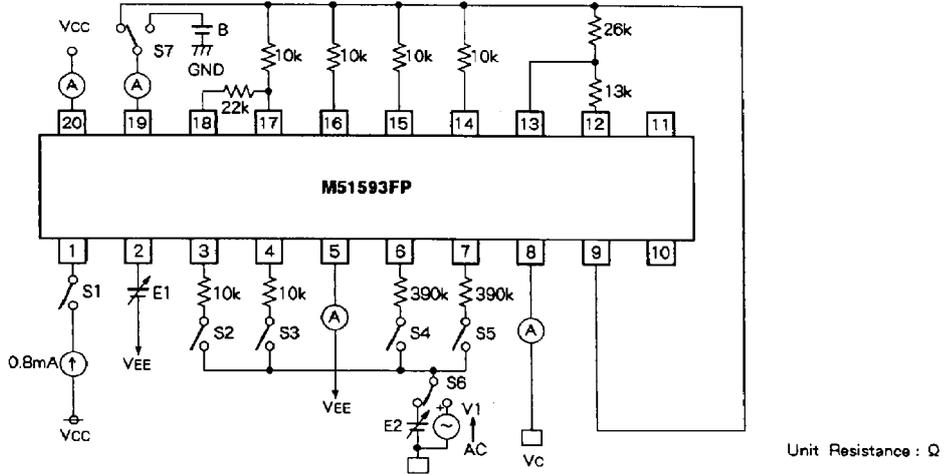 26k
VCC
B
S7
10k
10k
10k
10k
GND
A
A
22k
13k
20
19
18
17
16
15
14
13
12
11
M51593FP
1
2
3
4
5
6
7
8
9
10
S1
E1
10k
10k
390k
390k
A
A
S2
S3
S4
S5
0.8mA
VEE
S6
VEE
+
V1
E2
AC
VCC
VC
Unit Resistance : Ω